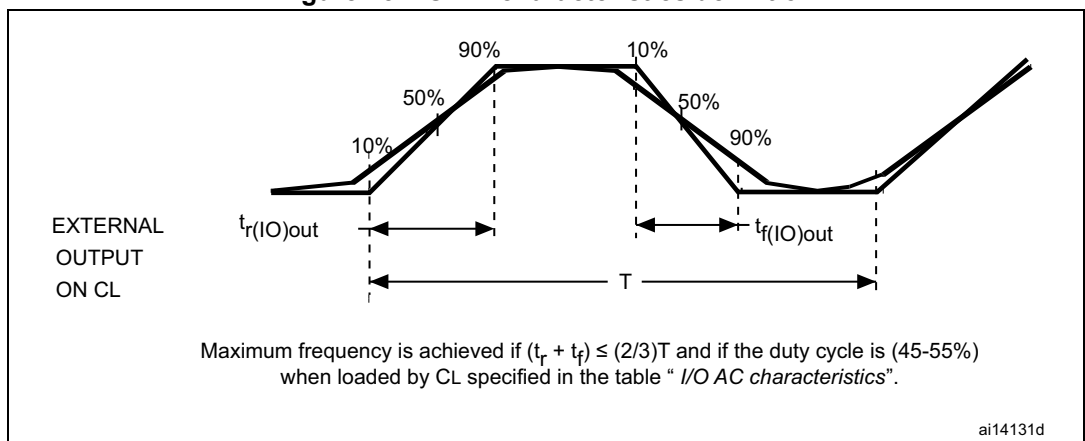 90% 10%
50% 50%
10% 90%
EXTERNAL tr(IO)out tf(IO)out
OUTPUT
ON CL T
Maximum frequency is achieved if (tr + tf) ≤ (2/3)T and if the duty cycle is (45-55%)
when loaded by CL specified in the table “ I/O AC characteristics”.
ai14131d